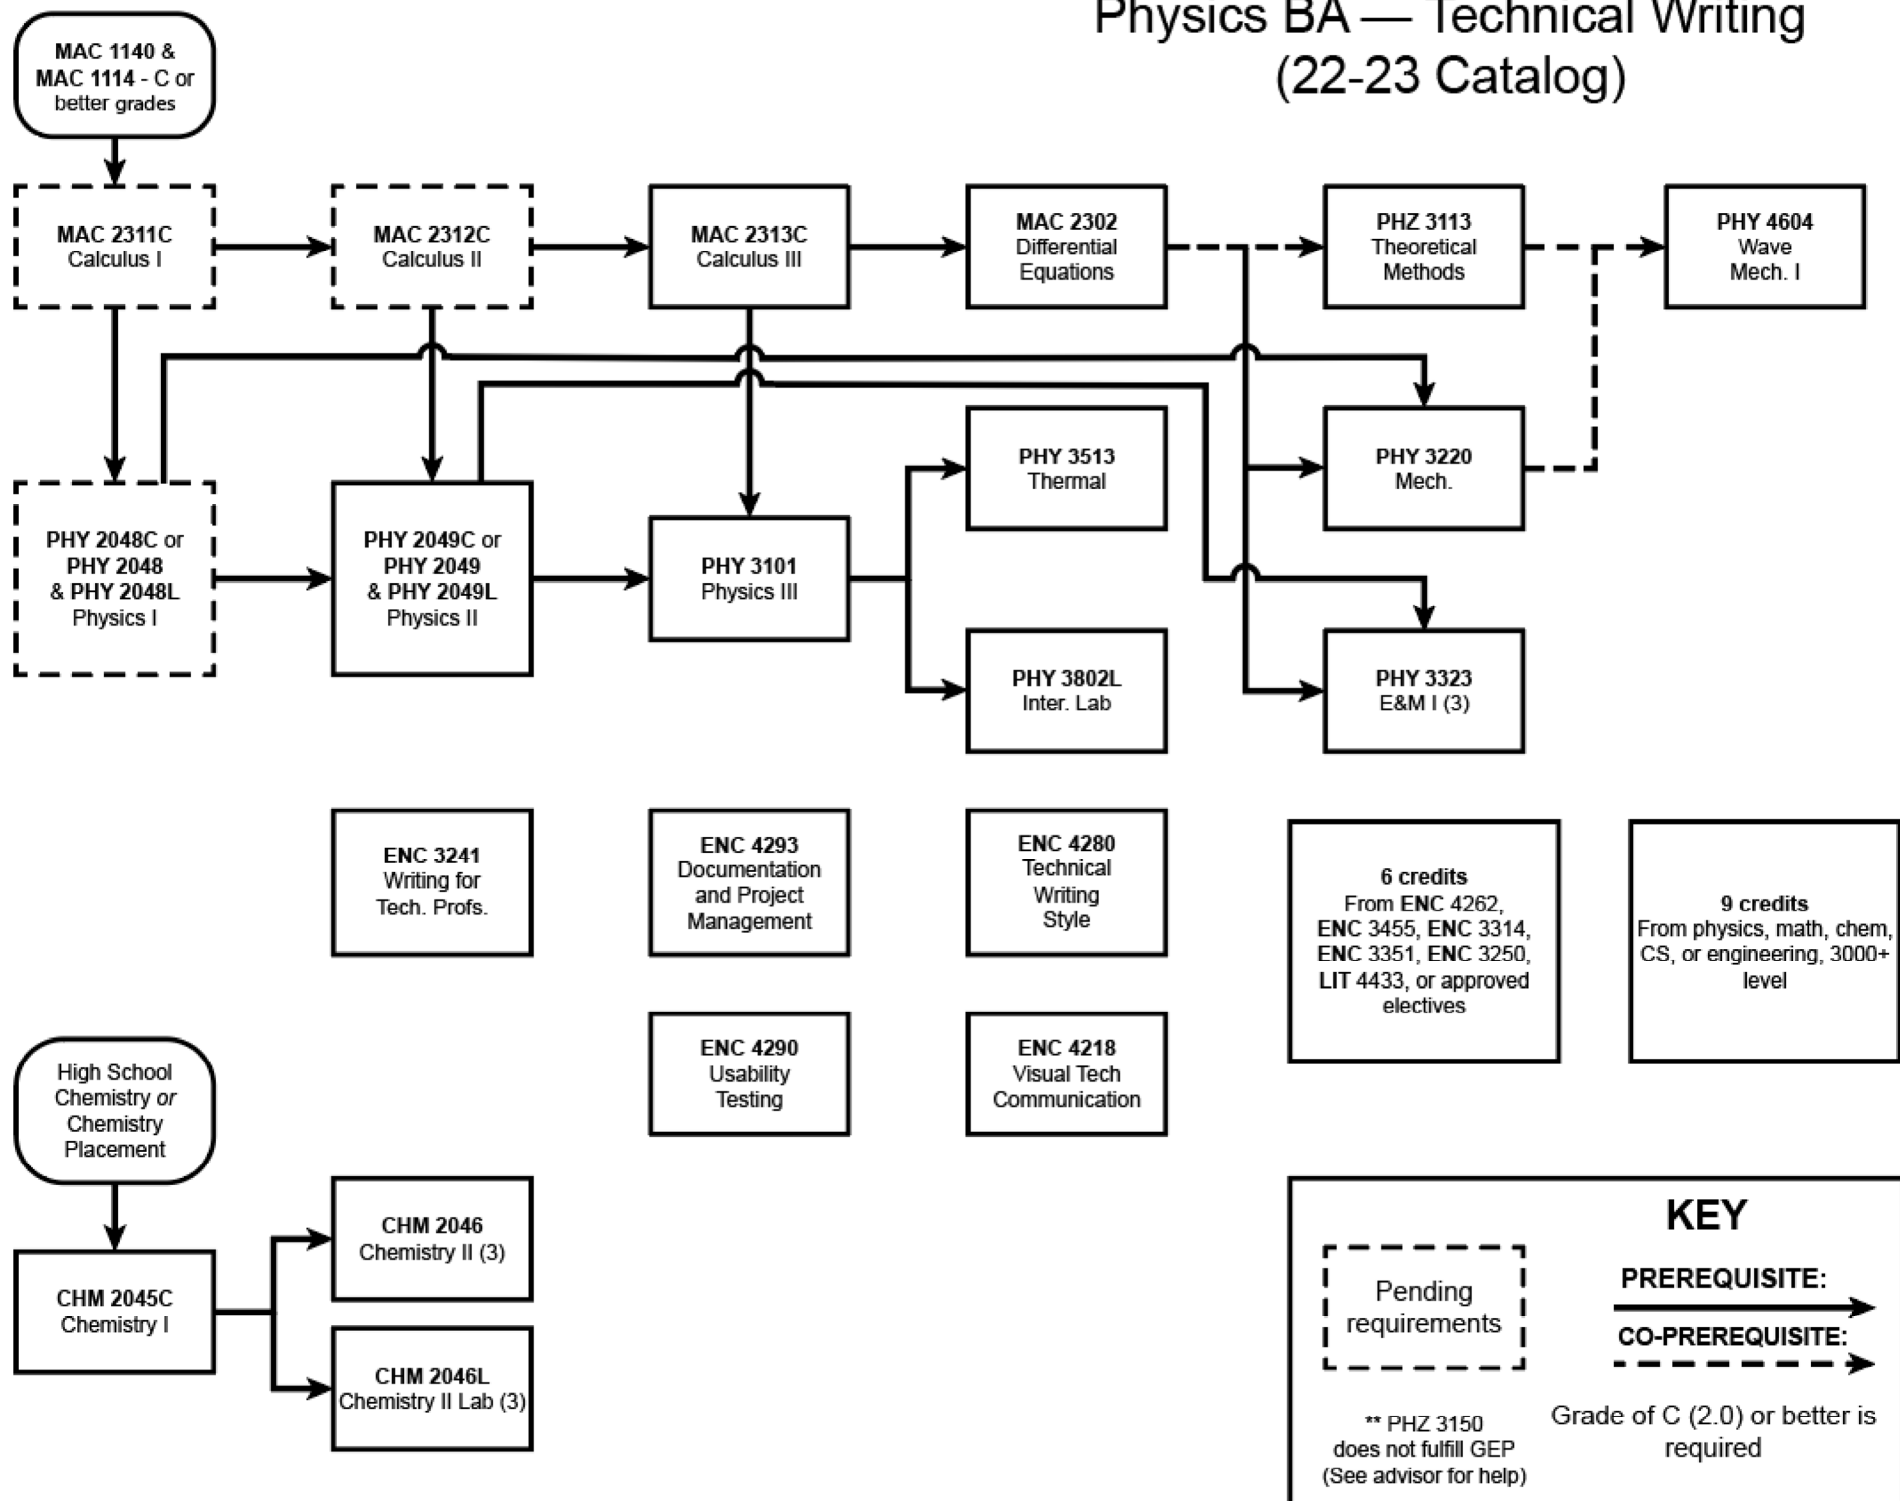 Physics BA — Technical Writing
(22-23 Catalog)
MAC 1140 &
MAC 1114 - C or
better grades
MAC 2311C
Calculus I
MAC 2312C
Calculus II
MAC 2313C
Calculus III
MAC 2302
Differential
Equations
PHZ 3113
Theoretical
Methods
PHY 4604
Wave
Mech. I
PHY 3513
Thermal
PHY 3220
Mech.
PHY 2048C or
PHY 2048
& PHY 2048L
Physics I
PHY 2049C or
PHY 2049
& PHY 2049L
Physics II
PHY 3101
Physics III
PHY 3802L
Inter. Lab
PHY 3323
E&M I (3)
ENC 3241
Writing for
Tech. Profs.
ENC 4293
Documentation
and Project
Management
ENC 4280
Technical
Writing
Style
6 credits
From ENC 4262,
ENC 3455, ENC 3314,
ENC 3351, ENC 3250,
LIT 4433, or approved
electives
9 credits
From physics, math, chem,
CS, or engineering, 3000+
level
ENC 4290
Usability
Testing
ENC 4218
Visual Tech
Communication
High School
Chemistry or
Chemistry
Placement
CHM 2045C
Chemistry I
CHM 2046
Chemistry II (3)
CHM 2046L
Chemistry II Lab (3)
KEY
Pending
requirements
PREREQUISITE:
CO-PREREQUISITE:
** PHZ 3150
does not fulfill GEP
(See advisor for help)
Grade of C (2.0) or better is
required